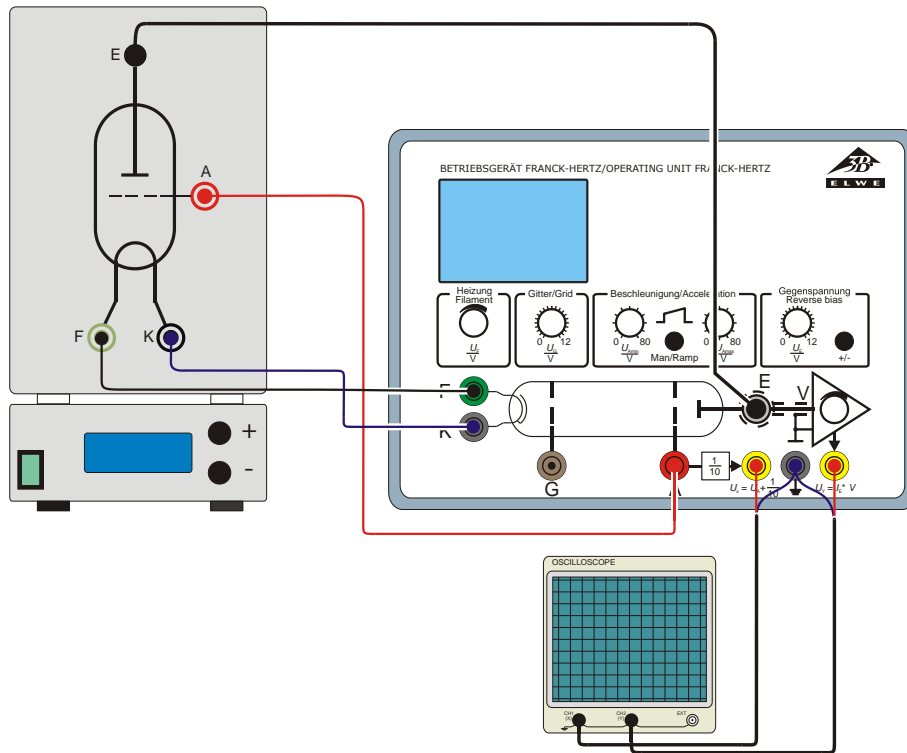 E
A
F
K
+
-
BETRIEBSGERÄT FRANCK-HERTZ/OPERATING UNIT FRANCK-HERTZ
3B
ELWE
Heizung
Filament
Gitter/Grid
Beschleunigung/Acceleration
Gegenspannung
Reverse bias
0 12
0 80
0 80
0 12
V
V
V
V
V
Man/Ramp
+/-
F
K
E
V
G
A
1
10
OSCILLOSCOPE
CH1
(X)
CH2
(Y)
EXT